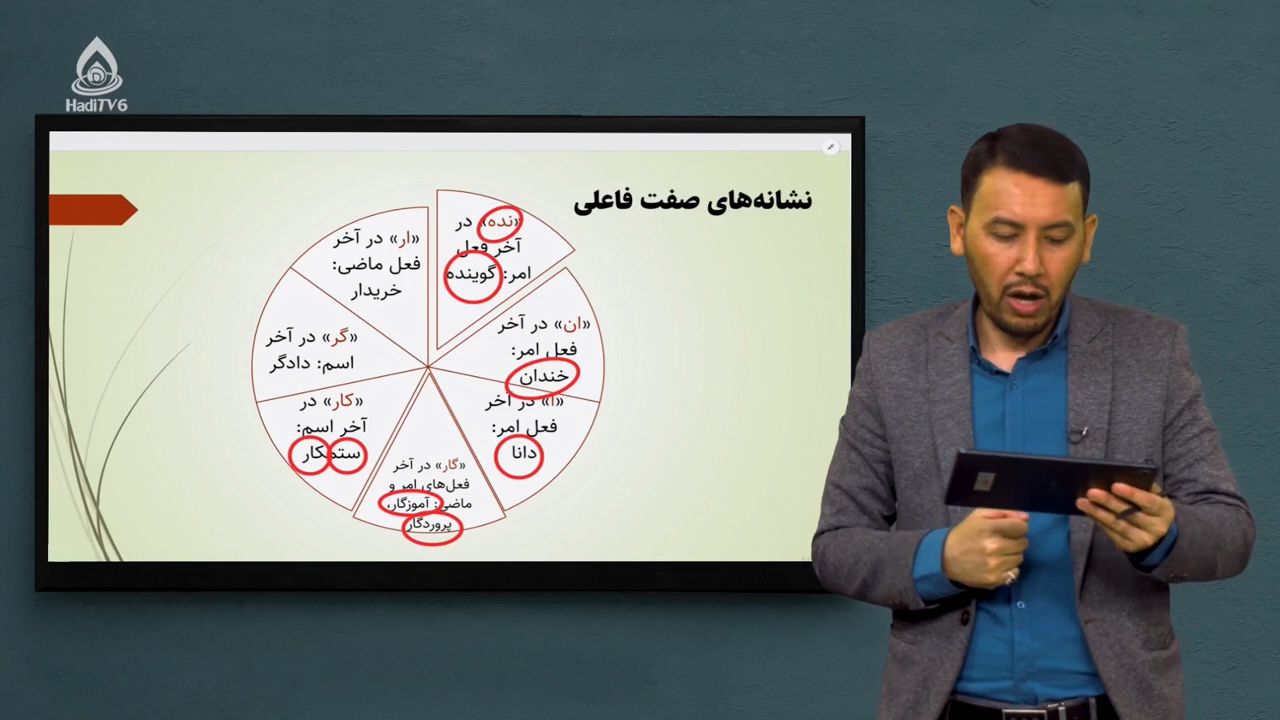 HadiTV6
نشانه‌های صفت فاعلی
«نده» در
آخر فعل
امر: گوینده
«ان» در آخر
فعل امر:
خندان
«ا» در آخر
فعل امر:
دانا
«گار» در آخر
فعل‌های امر و
ماضی: آموزگار،
پروردگار
«کار» در
آخر اسم:
ستمکار
«گر» در آخر
اسم: دادگر
«ار» در آخر
فعل ماضی:
خریدار